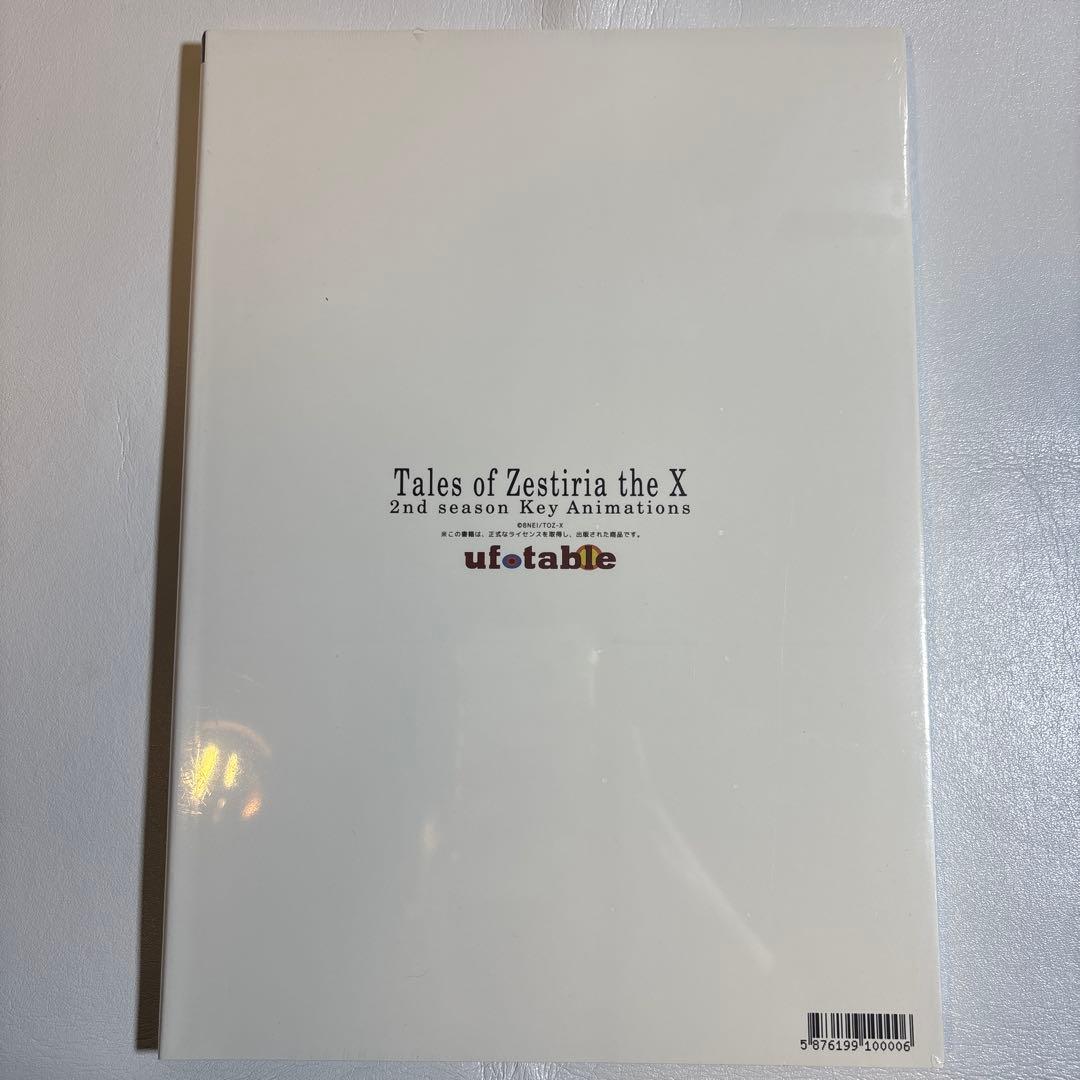 Tales of Zestiria the X
2nd season Key Animations
©BNEI/TOZ-X
※この書籍は、正式なライセンスを取得し、出版された商品です。
ufotable
5 876199 100006